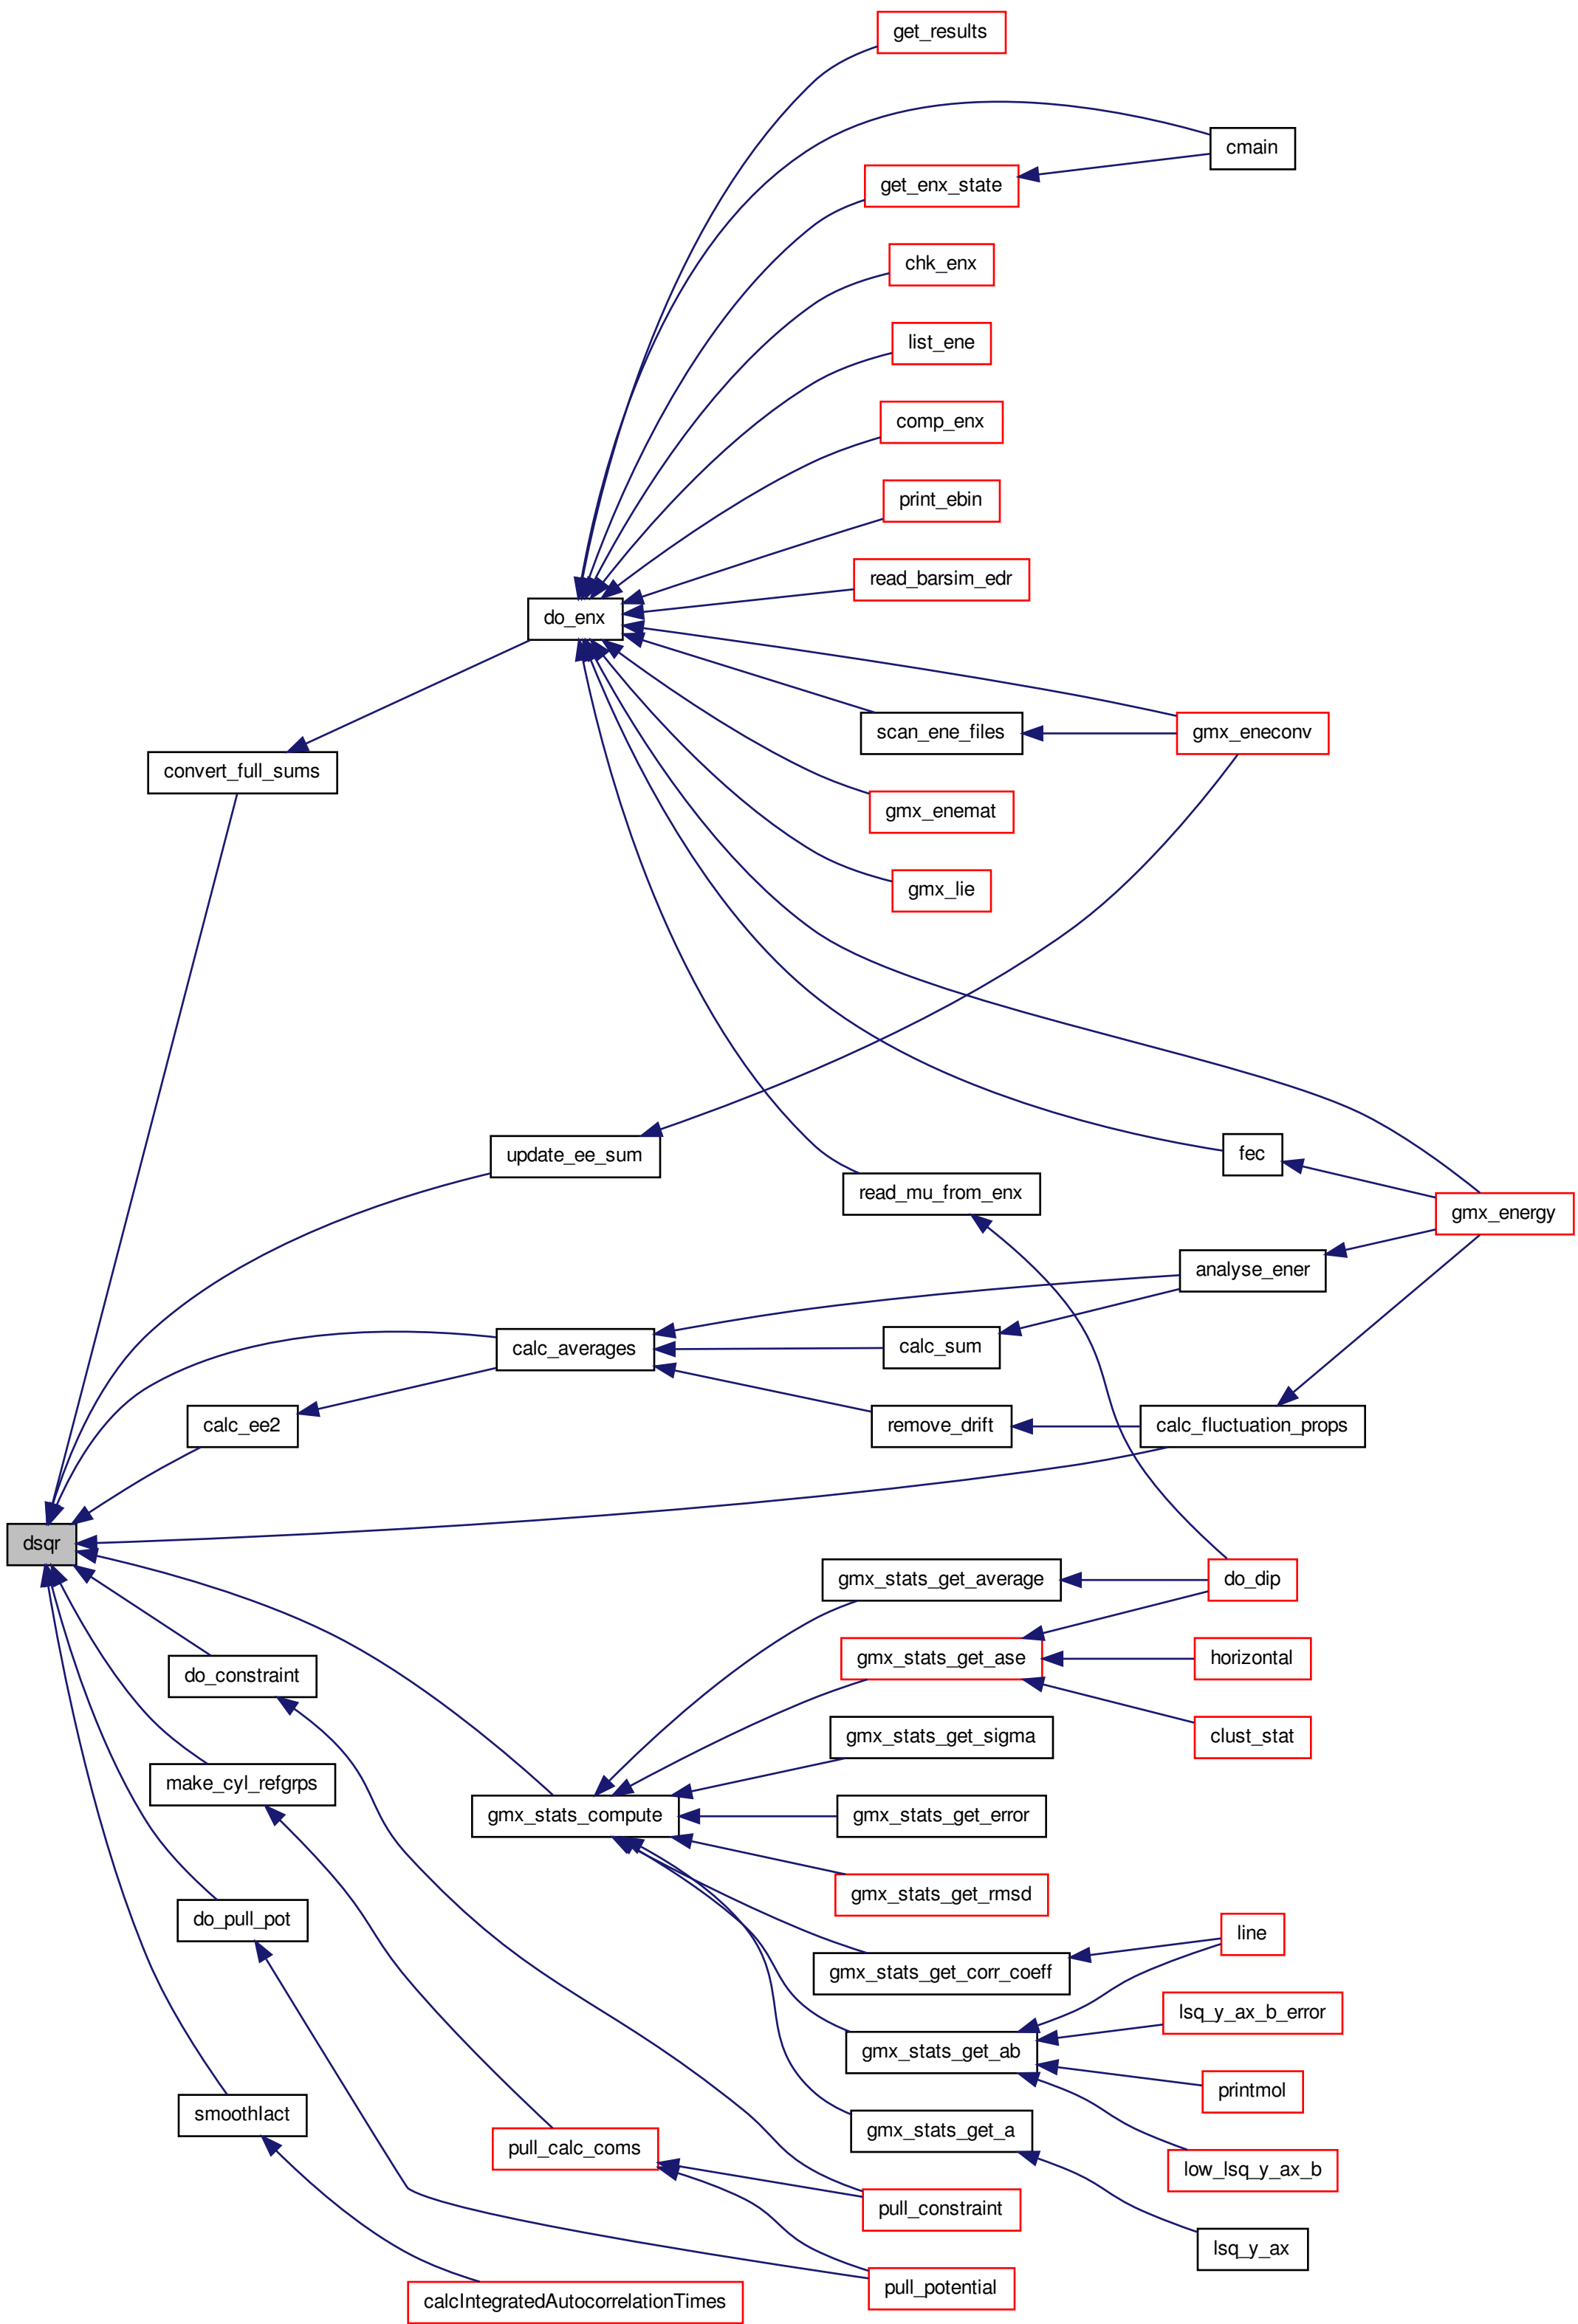 get_results
cmain
get_enx_state
chk_enx
list_ene
comp_enx
print_ebin
read_barsim_edr
do_enx
scan_ene_files
gmx_eneconv
convert_full_sums
gmx_enemat
gmx_lie
update_ee_sum
fec
read_mu_from_enx
gmx_energy
analyse_ener
calc_averages
calc_sum
calc_ee2
remove_drift
calc_fluctuation_props
dsqr
gmx_stats_get_average
do_dip
do_constraint
gmx_stats_get_ase
horizontal
gmx_stats_get_sigma
clust_stat
make_cyl_refgrps
gmx_stats_compute
gmx_stats_get_error
gmx_stats_get_rmsd
do_pull_pot
line
gmx_stats_get_corr_coeff
lsq_y_ax_b_error
gmx_stats_get_ab
printmol
smoothIact
gmx_stats_get_a
pull_calc_coms
low_lsq_y_ax_b
pull_constraint
lsq_y_ax
pull_potential
calcIntegratedAutocorrelationTimes